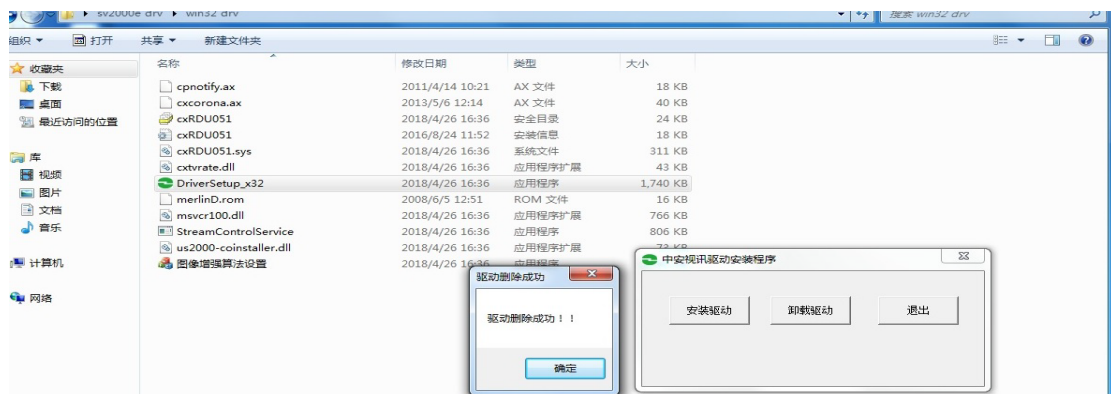 sv2000e drv ▸ win32 drv
搜索 win32 drv
组织 打开 共享 新建文件夹
收藏夹
下载
桌面
最近访问的位置
库
视频
图片
文档
音乐
计算机
网络
名称 修改日期 类型 大小
cpnotify.ax 2011/4/14 10:21 AX 文件 18 KB
cxcorona.ax 2013/5/6 12:14 AX 文件 40 KB
cxRDU051 2018/4/26 16:36 安全目录 24 KB
cxRDU051 2016/8/24 11:52 安装信息 18 KB
cxRDU051.sys 2018/4/26 16:36 系统文件 311 KB
cxtvrate.dll 2018/4/26 16:36 应用程序扩展 43 KB
DriverSetup_x32 2018/4/26 16:36 应用程序 1,740 KB
merlinD.rom 2008/6/5 12:51 ROM 文件 16 KB
msvcr100.dll 2018/4/26 16:36 应用程序扩展 766 KB
StreamControlService 2018/4/26 16:36 应用程序 806 KB
us2000-coinstaller.dll 2018/4/26 16:36 应用程序扩展 73 KB
图像增强算法设置 2018/4/26 16:36 应用程序
驱动删除成功
驱动删除成功！！
确定
中安视讯驱动安装程序
安装驱动 卸载驱动 退出